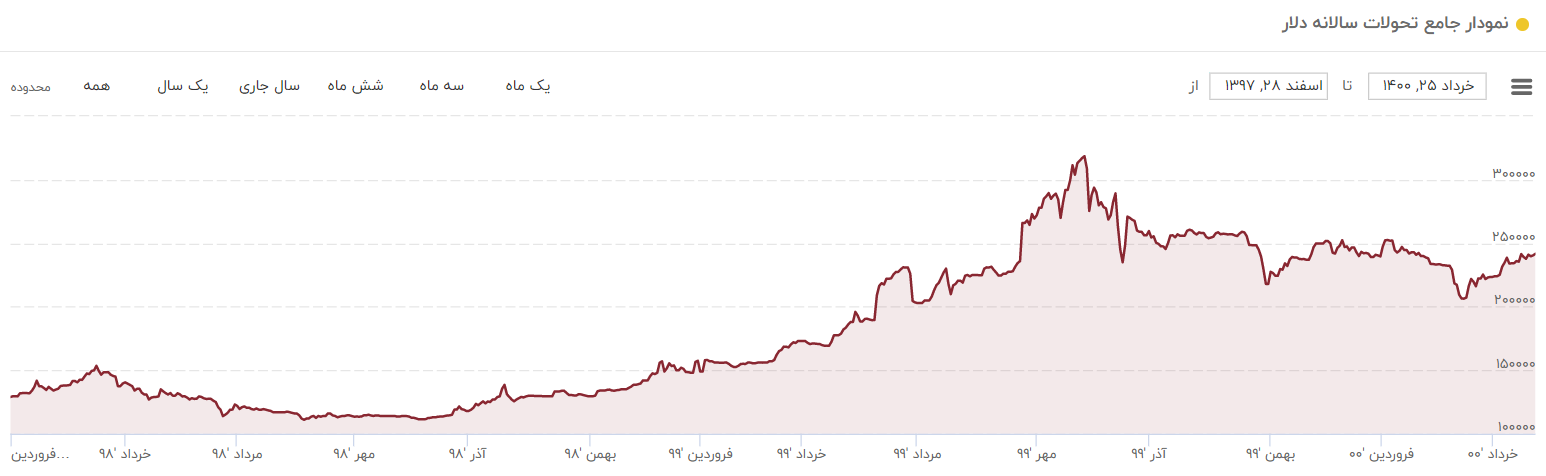 نمودار جامع تحولات سالانه دلار
از اسفند ۲۸, ۱۳۹۷ تا خرداد ۲۵, ۱۴۰۰
یک ماه سه ماه شش ماه سال جاری یک سال همه محدوده
۳۰۰۰۰۰
۲۵۰۰۰۰
۲۰۰۰۰۰
۱۵۰۰۰۰
۱۰۰۰۰۰
فروردین…
خرداد '۹۸
مرداد '۹۸
مهر '۹۸
آذر '۹۸
بهمن '۹۸
فروردین '۹۹
خرداد '۹۹
مرداد '۹۹
مهر '۹۹
آذر '۹۹
بهمن '۹۹
فروردین '۰۰
خرداد '۰۰